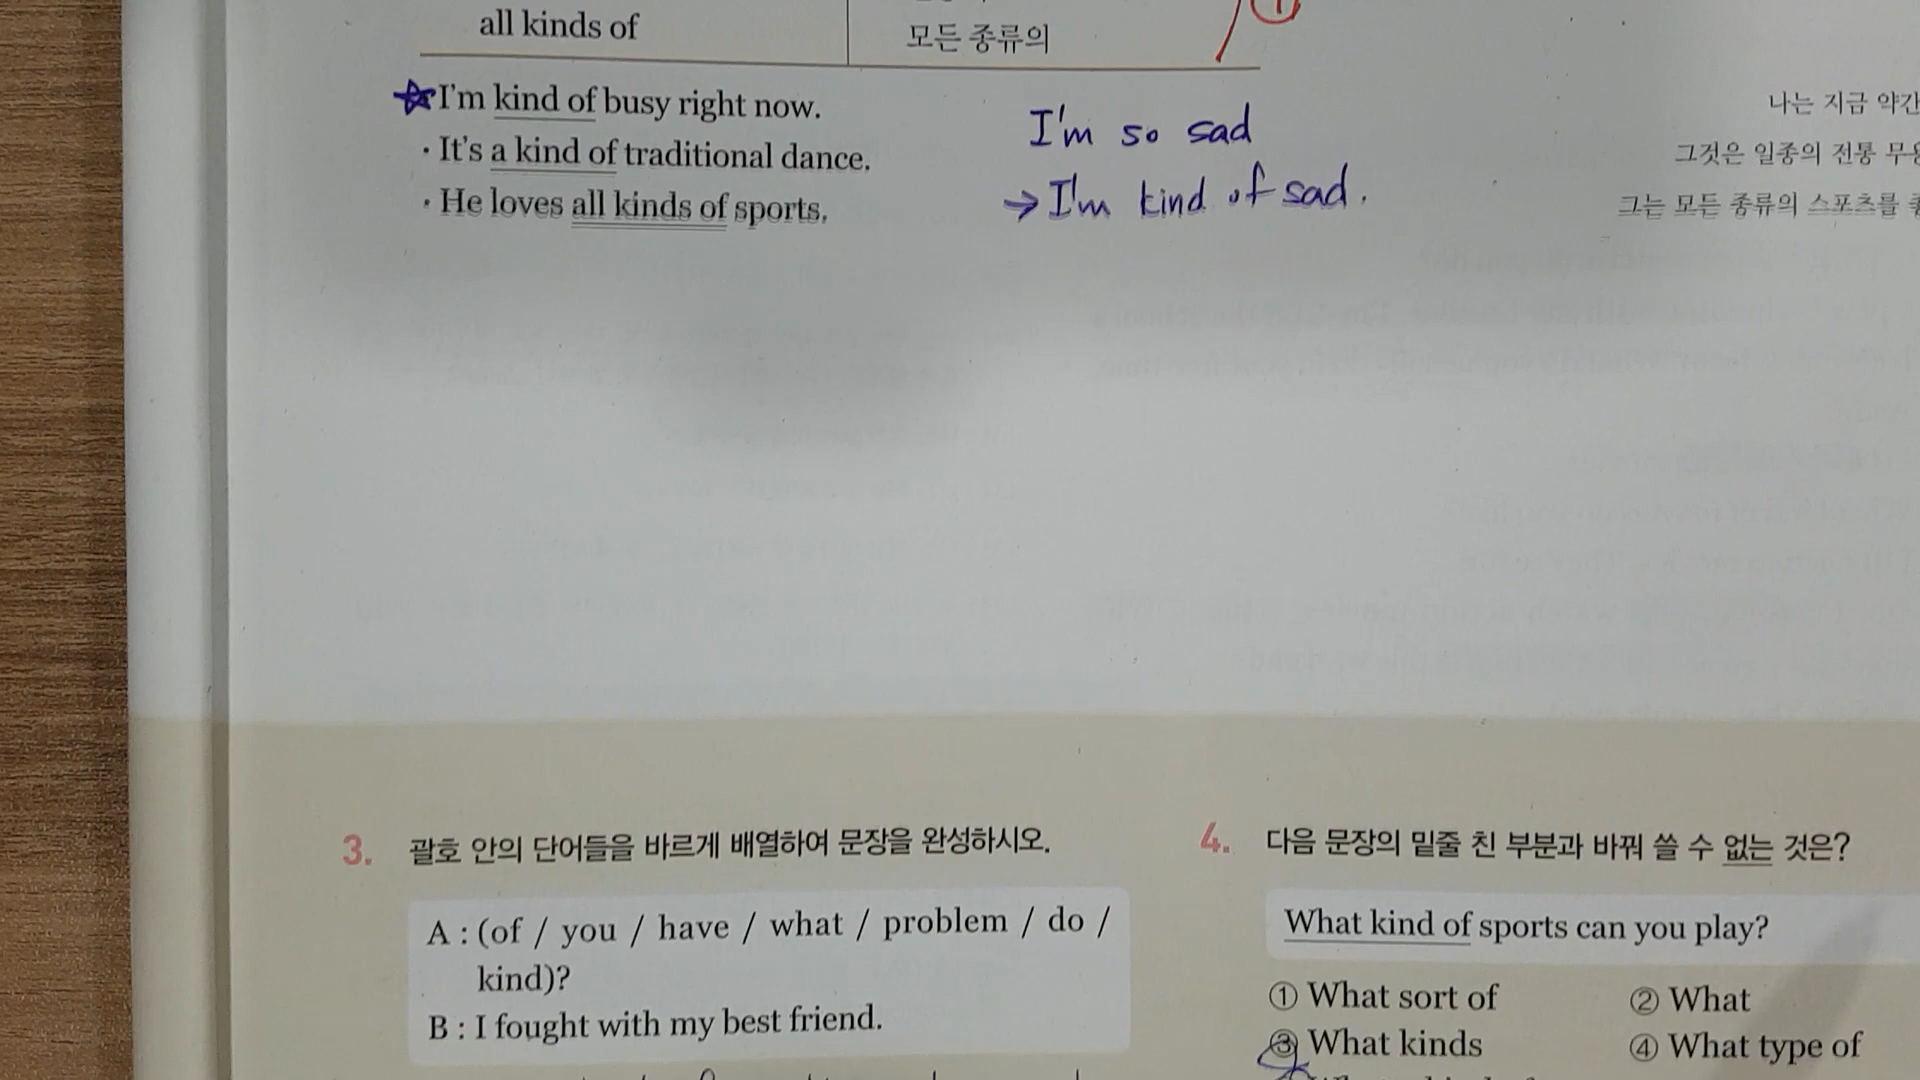 all kinds of
모든 종류의
I'm kind of busy right now.
I'm so sad
나는 지금 약간
· It's a kind of traditional dance.
그것은 일종의 전통
· He loves all kinds of sports.
→ I'm kind of sad.
그는 모든 종류의 스포츠를
3. 괄호 안의 단어들을 바르게 배열하여 문장을 완성하시오.
A : (of / you / have / what / problem / do /
kind)?
B : I fought with my best friend.
4. 다음 문장의 밑줄 친 부분과 바꿔 쓸 수 없는 것은?
What kind of sports can you play?
① What sort of
② What
③ What kinds
④ What type of